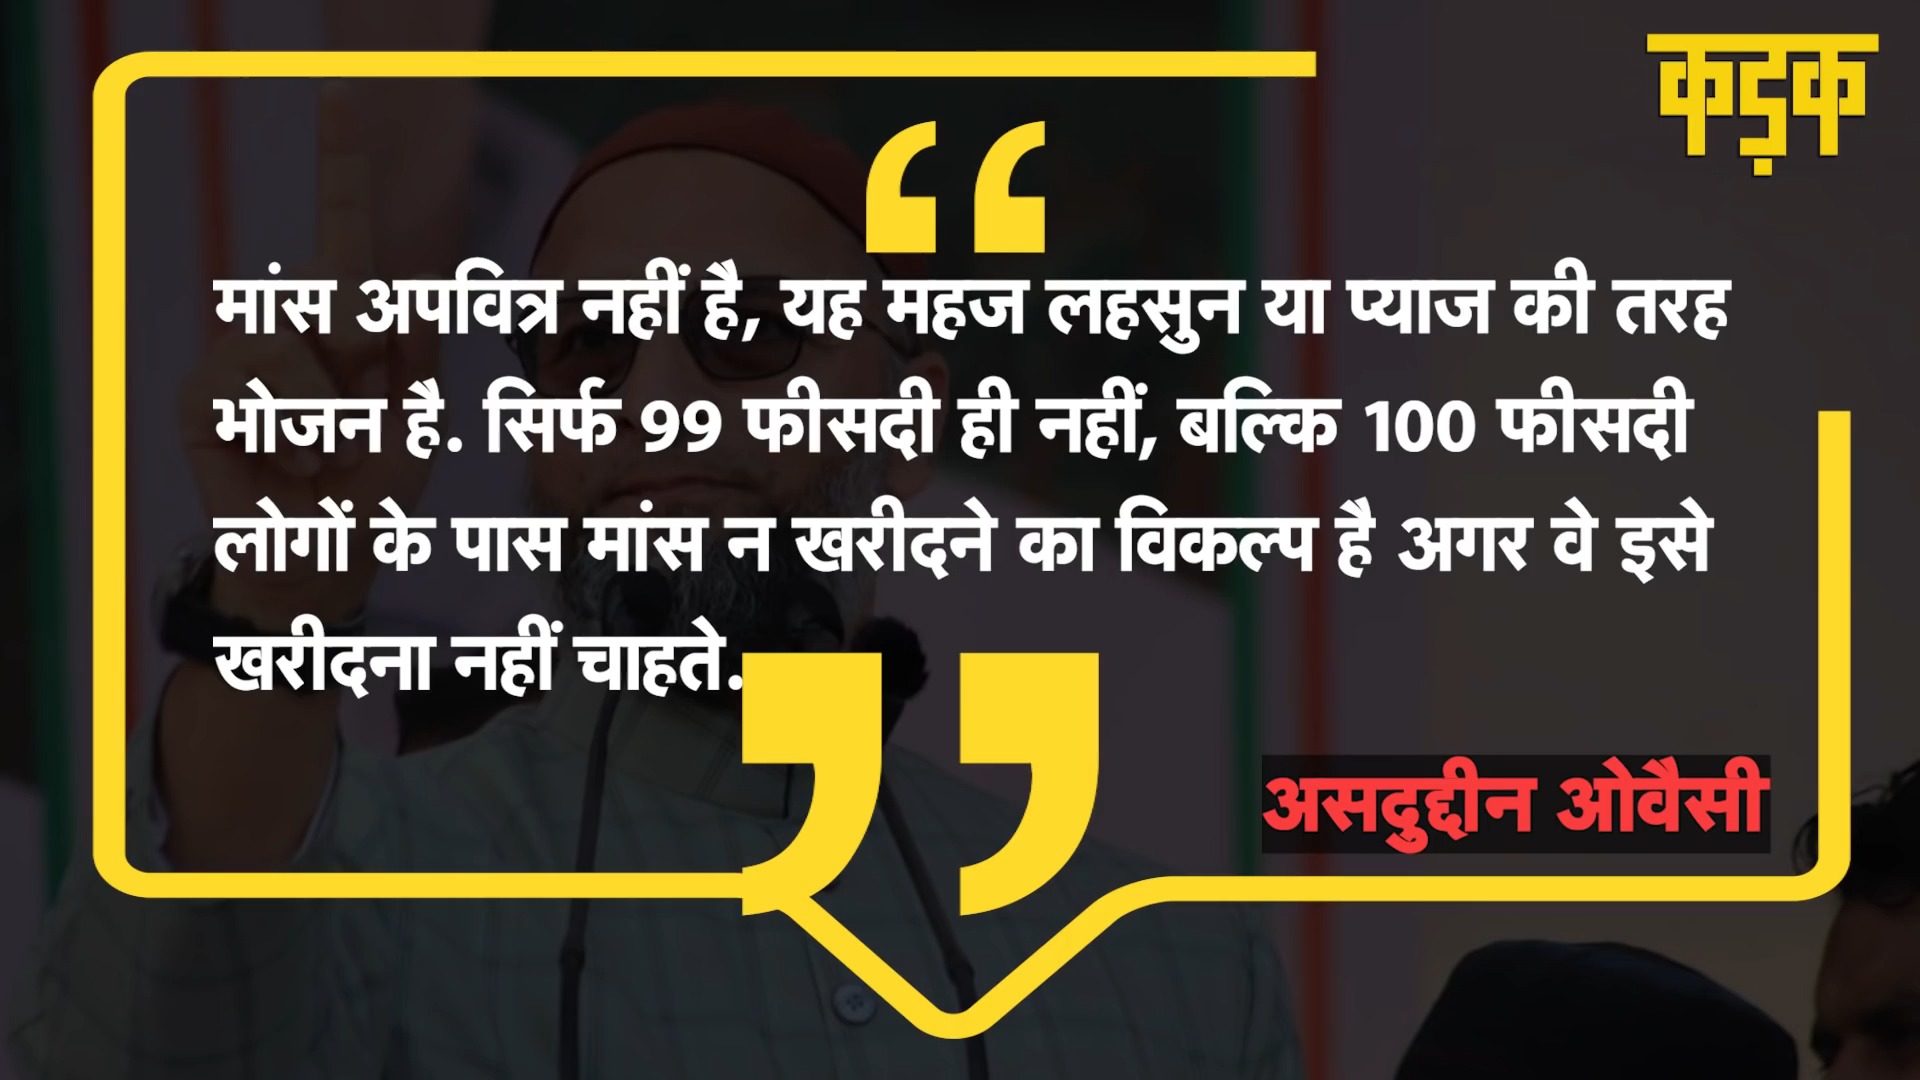 कड़क
मांस अपवित्र नहीं है, यह महज लहसुन या प्याज की तरह
भोजन है. सिर्फ 99 फीसदी ही नहीं, बल्कि 100 फीसदी
लोगों के पास मांस न खरीदने का विकल्प है अगर वे इसे
खरीदना नहीं चाहते.
असदुद्दीन ओवैसी